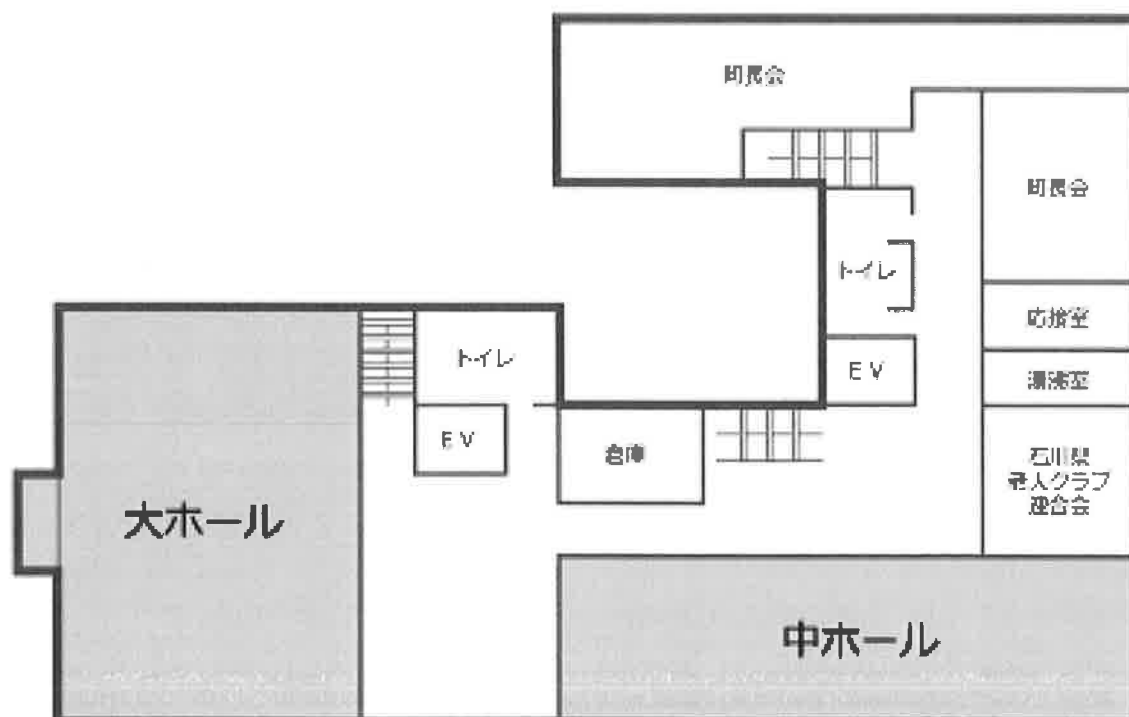 町長会
町長会
トイレ
応接室
トイレ
EV
湯沸室
EV
倉庫
石川県
老人クラブ
連合会
大ホール
中ホール